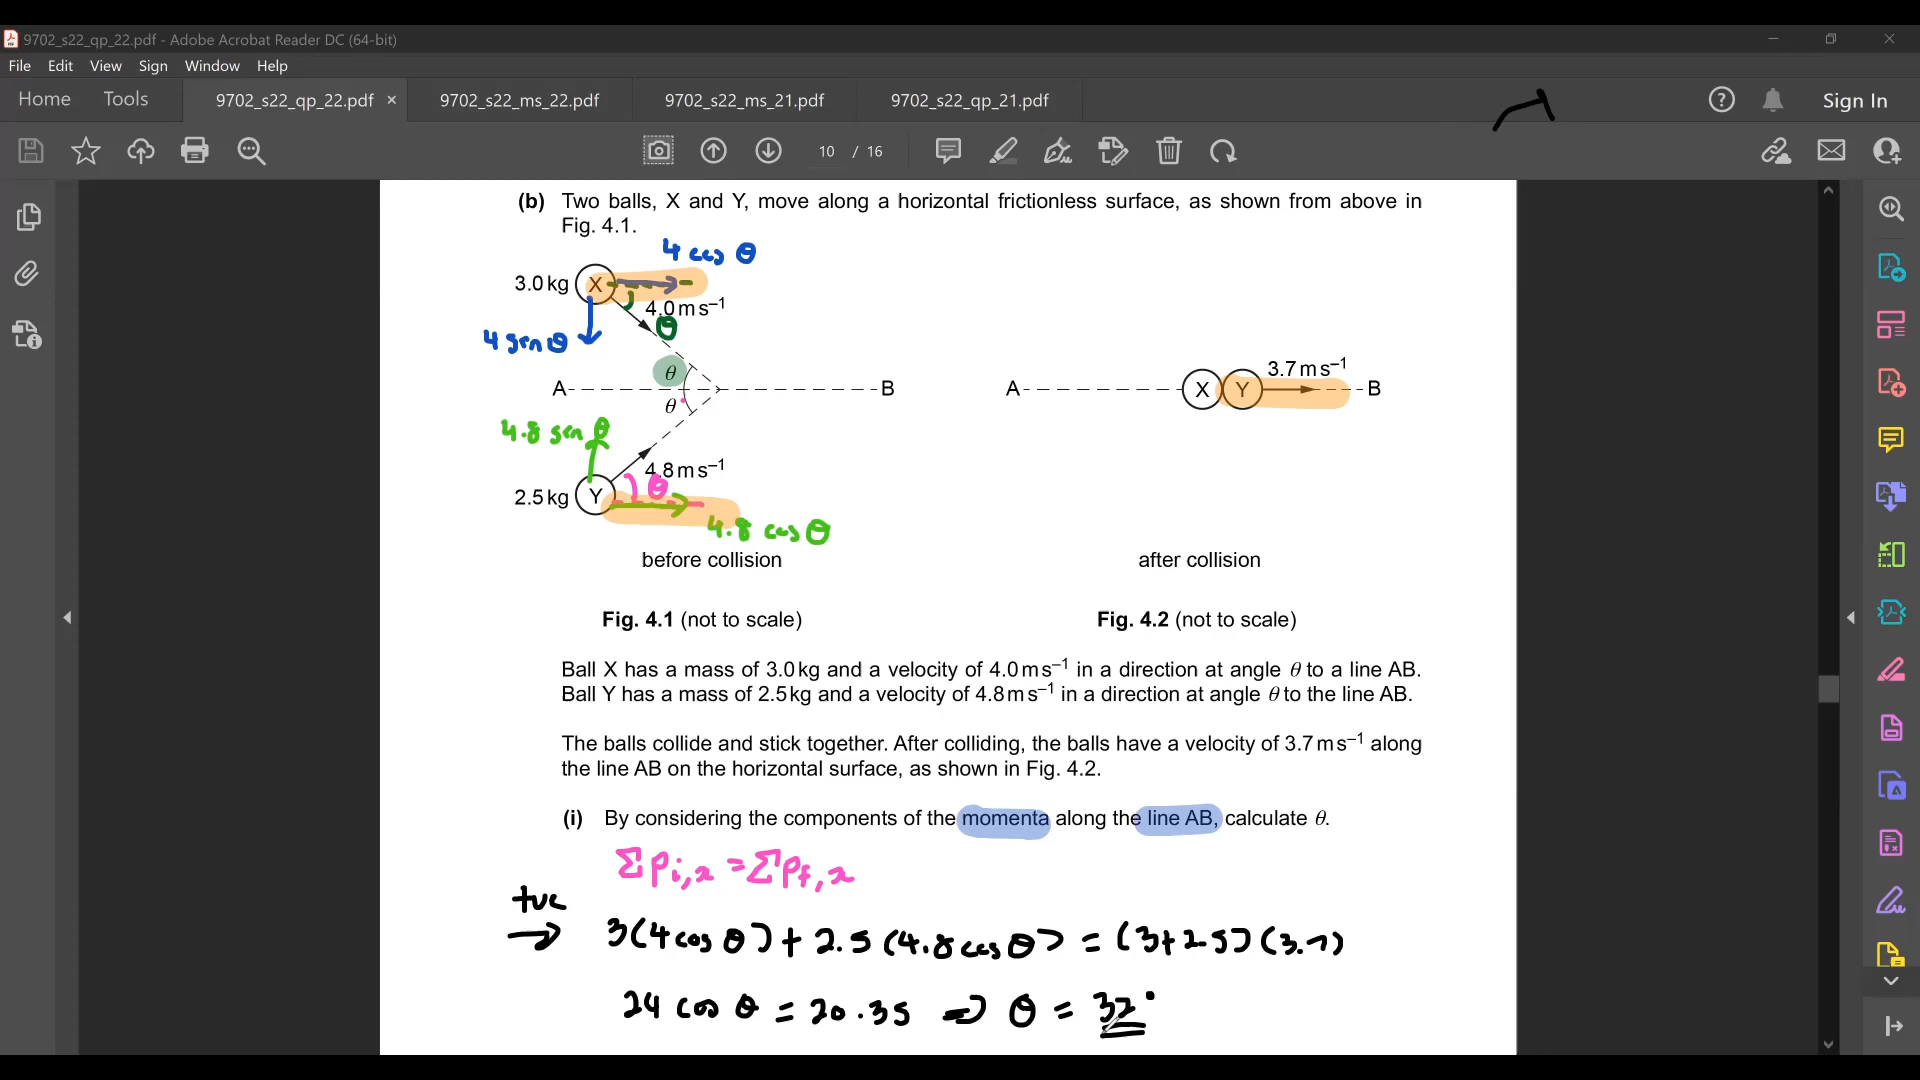 9702_s22_qp_22.pdf - Adobe Acrobat Reader DC (64-bit)
File Edit View Sign Window Help
Home Tools 9702_s22_qp_22.pdf × 9702_s22_ms_22.pdf 9702_s22_ms_21.pdf 9702_s22_qp_21.pdf Sign In
10 / 16
(b) Two balls, X and Y, move along a horizontal frictionless surface, as shown from above in
Fig. 4.1.
4 cos θ
3.0 kg X
4.0 m s⁻¹
θ
4 sin θ
θ
A B
θ
4.8 sin θ
4.8 m s⁻¹
θ
2.5 kg Y
4.8 cos θ
before collision
Fig. 4.1 (not to scale)
3.7 m s⁻¹
A X Y B
after collision
Fig. 4.2 (not to scale)
Ball X has a mass of 3.0 kg and a velocity of 4.0 m s⁻¹ in a direction at angle θ to a line AB.
Ball Y has a mass of 2.5 kg and a velocity of 4.8 m s⁻¹ in a direction at angle θ to the line AB.
The balls collide and stick together. After colliding, the balls have a velocity of 3.7 m s⁻¹ along
the line AB on the horizontal surface, as shown in Fig. 4.2.
(i) By considering the components of the momenta along the line AB, calculate θ.
Σ Pi,x = Σ Pf,x
+ve → 3(4 cos θ) + 2.5 (4.8 cos θ) = (3+2.5)(3.7)
24 cos θ = 20.35 ⇒ θ = 32°